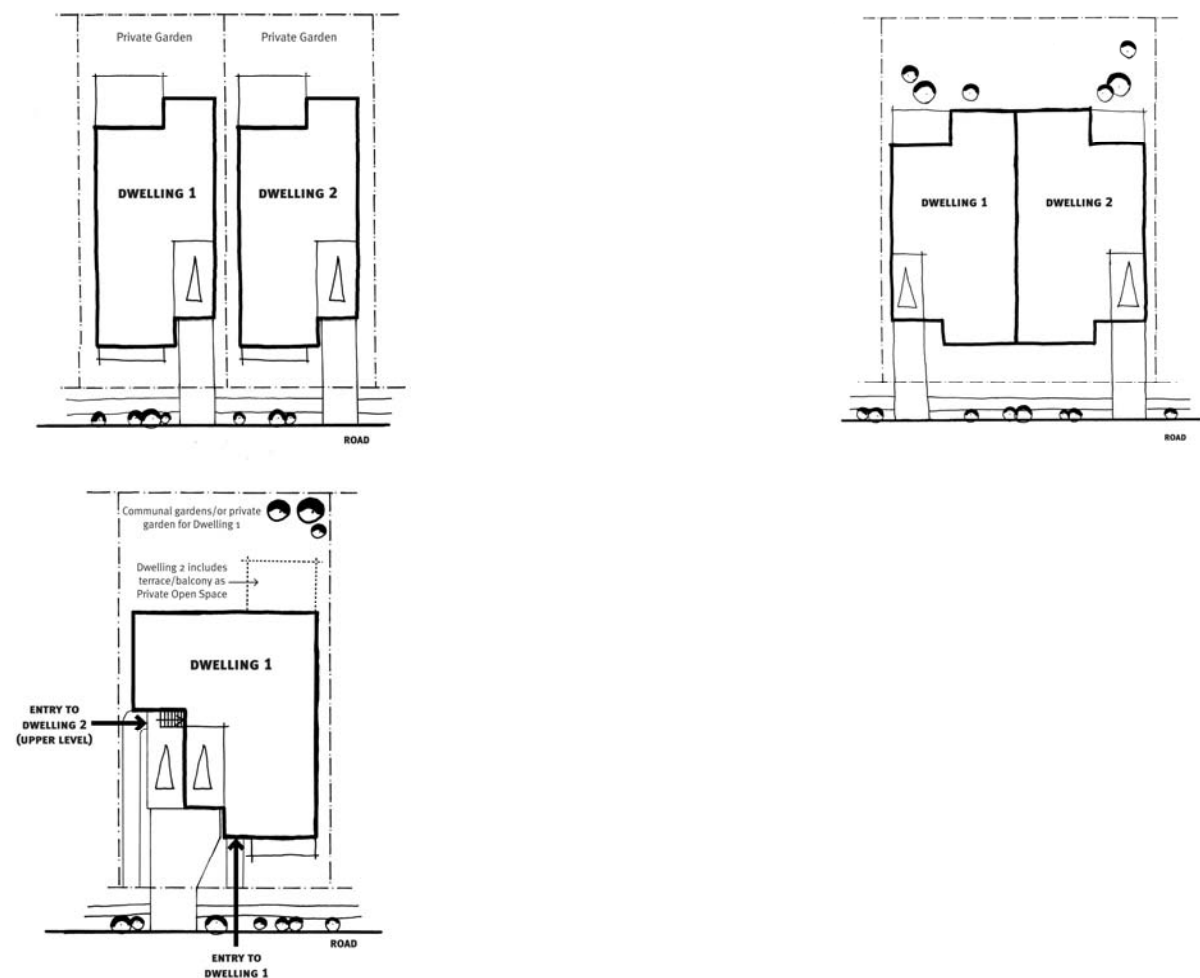 Private Garden
Private Garden
DWELLING 1
DWELLING 2
ROAD
DWELLING 1
DWELLING 2
ROAD
Communal gardens/or private
garden for Dwelling 1
Dwelling 2 includes
terrace/balcony as
Private Open Space
DWELLING 1
ENTRY TO
DWELLING 2
(UPPER LEVEL)
ROAD
ENTRY TO
DWELLING 1